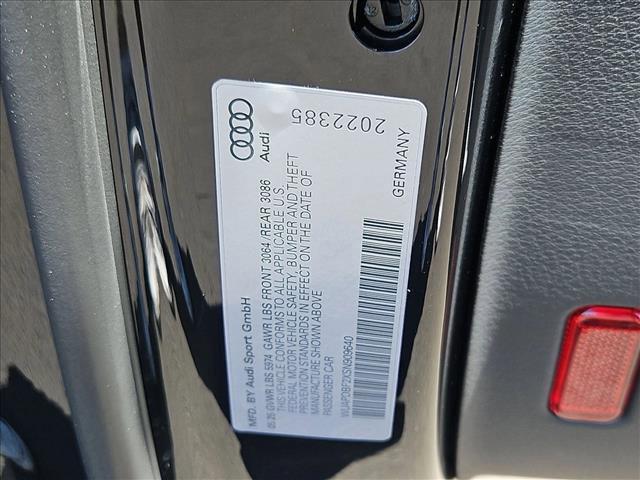 MFD. BY Audi Sport GmbH
05 25 GVWR LBS 5974 GAWR LBS FRONT 3064/REAR 3086
THIS VEHICLE CONFORMS TO ALL APPLICABLE U.S.
FEDERAL MOTOR VEHICLE SAFETY, BUMPER AND THEFT
PREVENTION STANDARDS IN EFFECT ON THE DATE OF
MANUFACTURE SHOWN ABOVE
PASSENGER CAR
Audi
2022385
GERMANY